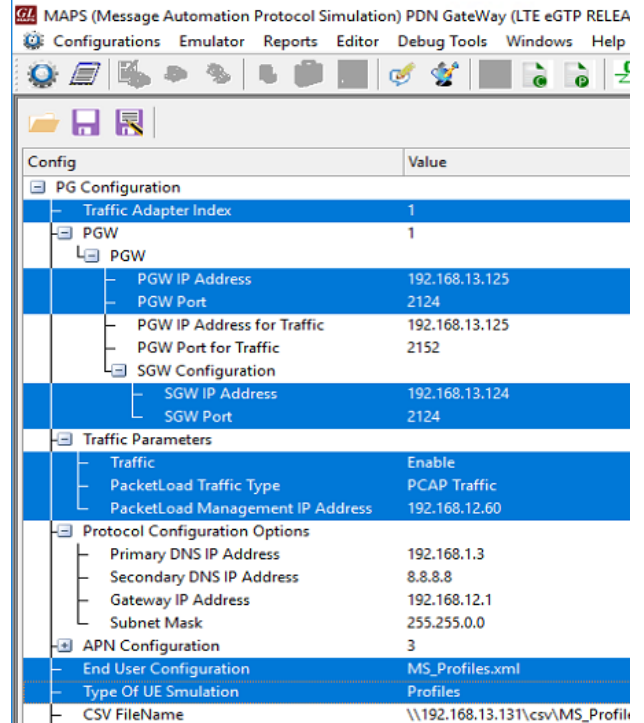 GL MAPS (Message Automation Protocol Simulation) PDN GateWay (LTE eGTP RELEA
Configurations Emulator Reports Editor Debug Tools Windows Help
Config Value
PG Configuration
Traffic Adapter Index 1
PGW 1
PGW
PGW IP Address 192.168.13.125
PGW Port 2124
PGW IP Address for Traffic 192.168.13.125
PGW Port for Traffic 2152
SGW Configuration
SGW IP Address 192.168.13.124
SGW Port 2124
Traffic Parameters
Traffic Enable
PacketLoad Traffic Type PCAP Traffic
PacketLoad Management IP Address 192.168.12.60
Protocol Configuration Options
Primary DNS IP Address 192.168.1.3
Secondary DNS IP Address 8.8.8.8
Gateway IP Address 192.168.12.1
Subnet Mask 255.255.0.0
APN Configuration 3
End User Configuration MS_Profiles.xml
Type Of UE Smulation Profiles
CSV FileName \\192.168.13.131\csv\MS_Profile